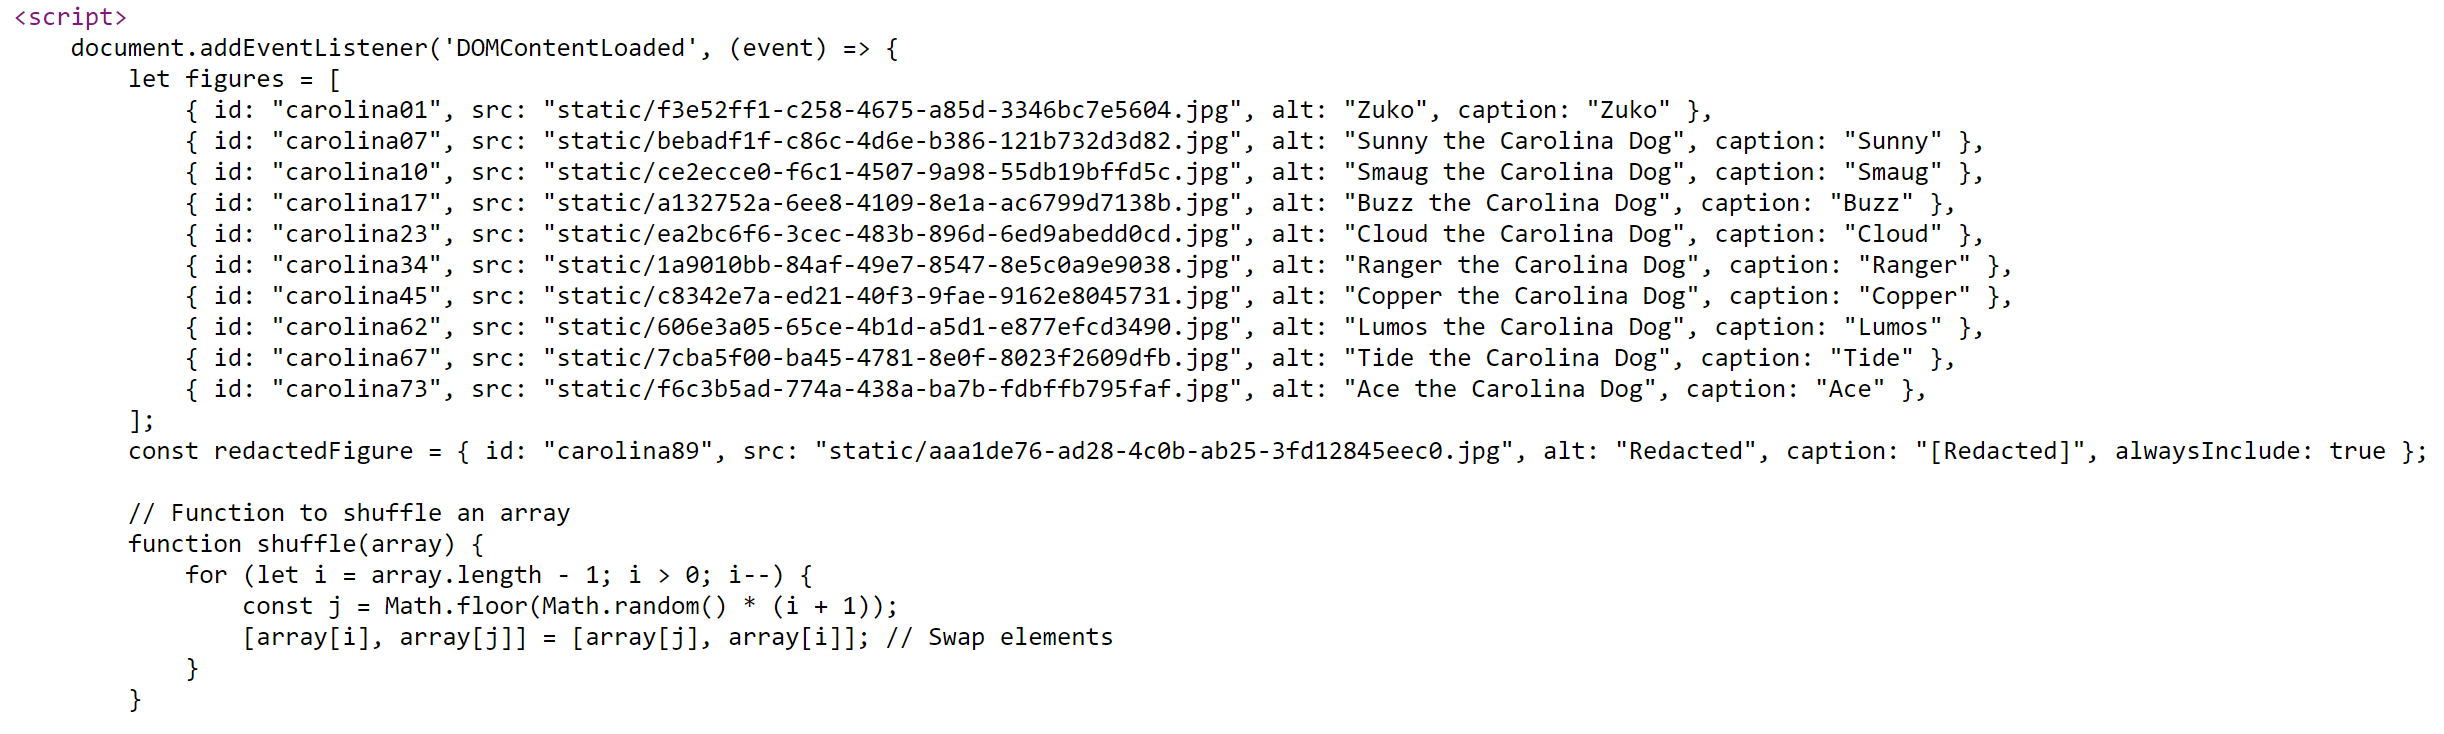 <script>
    document.addEventListener('DOMContentLoaded', (event) => {
        let figures = [
            { id: "carolina01", src: "static/f3e52ff1-c258-4675-a85d-3346bc7e5604.jpg", alt: "Zuko", caption: "Zuko" },
            { id: "carolina07", src: "static/bebadf1f-c86c-4d6e-b386-121b732d3d82.jpg", alt: "Sunny the Carolina Dog", caption: "Sunny" },
            { id: "carolina10", src: "static/ce2ecce0-f6c1-4507-9a98-55db19bffd5c.jpg", alt: "Smaug the Carolina Dog", caption: "Smaug" },
            { id: "carolina17", src: "static/a132752a-6ee8-4109-8e1a-ac6799d7138b.jpg", alt: "Buzz the Carolina Dog", caption: "Buzz" },
            { id: "carolina23", src: "static/ea2bc6f6-3cec-483b-896d-6ed9abedd0cd.jpg", alt: "Cloud the Carolina Dog", caption: "Cloud" },
            { id: "carolina34", src: "static/1a9010bb-84af-49e7-8547-8e5c0a9e9038.jpg", alt: "Ranger the Carolina Dog", caption: "Ranger" },
            { id: "carolina45", src: "static/c8342e7a-ed21-40f3-9fae-9162e8045731.jpg", alt: "Copper the Carolina Dog", caption: "Copper" },
            { id: "carolina62", src: "static/606e3a05-65ce-4b1d-a5d1-e877efcd3490.jpg", alt: "Lumos the Carolina Dog", caption: "Lumos" },
            { id: "carolina67", src: "static/7cba5f00-ba45-4781-8e0f-8023f2609dfb.jpg", alt: "Tide the Carolina Dog", caption: "Tide" },
            { id: "carolina73", src: "static/f6c3b5ad-774a-438a-ba7b-fdbffb795faf.jpg", alt: "Ace the Carolina Dog", caption: "Ace" },
        ];
        const redactedFigure = { id: "carolina89", src: "static/aaa1de76-ad28-4c0b-ab25-3fd12845eec0.jpg", alt: "Redacted", caption: "[Redacted]", alwaysInclude: true };

        // Function to shuffle an array
        function shuffle(array) {
            for (let i = array.length - 1; i > 0; i--) {
                const j = Math.floor(Math.random() * (i + 1));
                [array[i], array[j]] = [array[j], array[i]]; // Swap elements
            }
        }